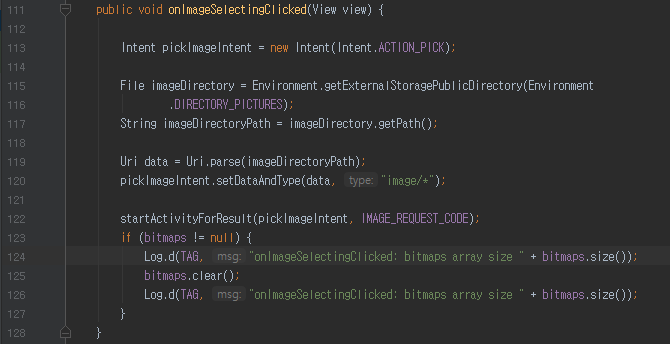 111 public void onImageSelectingClicked(View view) {
112
113 Intent pickImageIntent = new Intent(Intent.ACTION_PICK);
114
115 File imageDirectory = Environment.getExternalStoragePublicDirectory(Environment
116 .DIRECTORY_PICTURES);
117 String imageDirectoryPath = imageDirectory.getPath();
118
119 Uri data = Uri.parse(imageDirectoryPath);
120 pickImageIntent.setDataAndType(data, type: "image/*");
121
122 startActivityForResult(pickImageIntent, IMAGE_REQUEST_CODE);
123 if (bitmaps != null) {
124 Log.d(TAG, msg: "onImageSelectingClicked: bitmaps array size " + bitmaps.size());
125 bitmaps.clear();
126 Log.d(TAG, msg: "onImageSelectingClicked: bitmaps array size " + bitmaps.size());
127 }
128 }